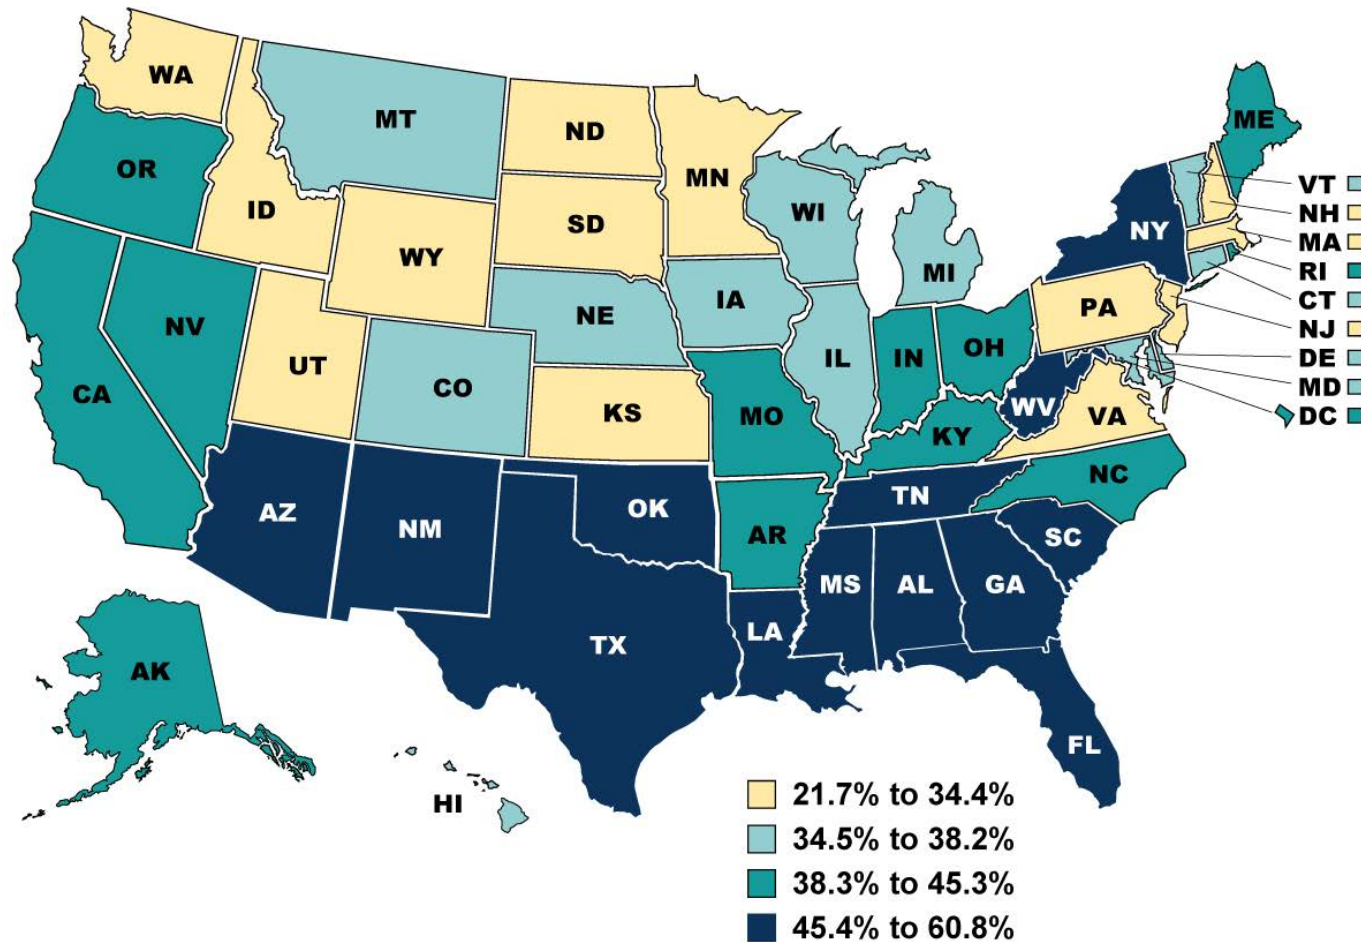 WA
MT
ND
MN
ME
OR
ID
SD
WI
VT
NH
WY
NY
MA
MI
RI
NE
IA
CT
NV
PA
NJ
UT
CO
IL
IN
OH
DE
MD
CA
KS
MO
WV
VA
DC
KY
NC
AZ
NM
OK
TN
AR
SC
MS
AL
GA
TX
LA
AK
FL
HI
21.7% to 34.4%
34.5% to 38.2%
38.3% to 45.3%
45.4% to 60.8%